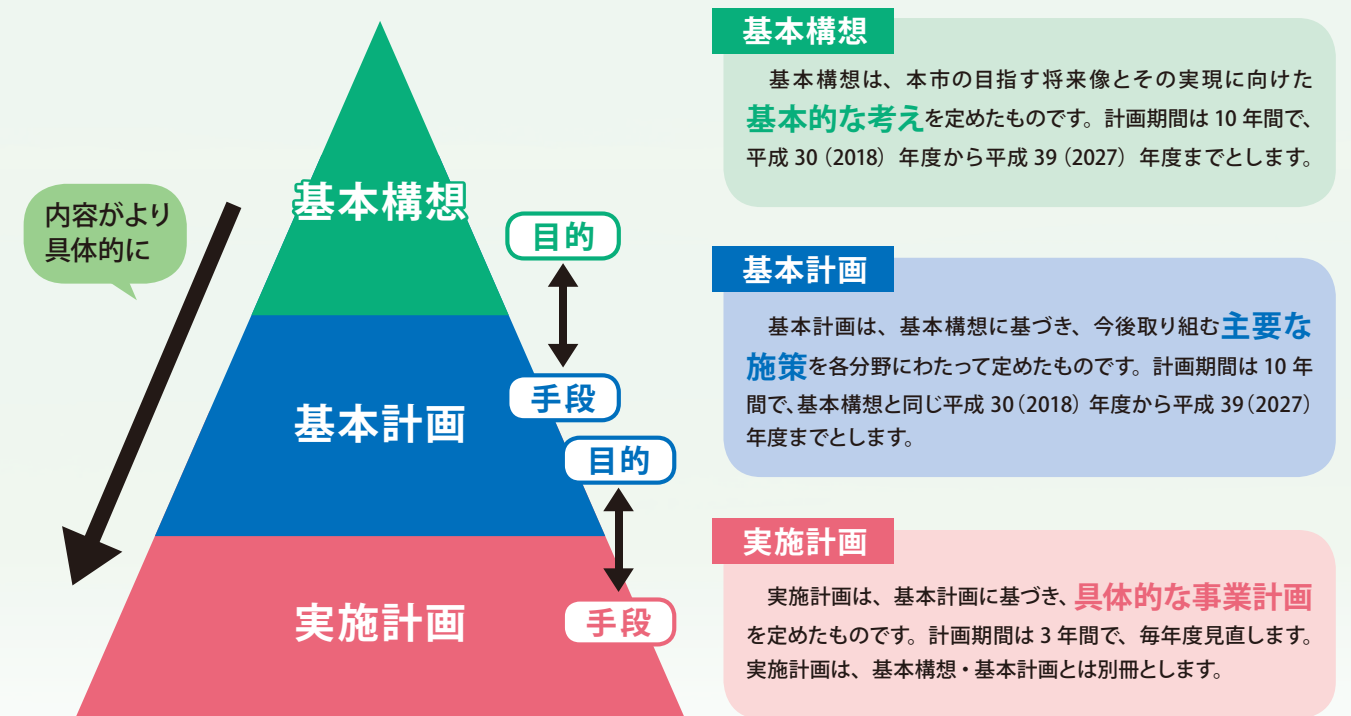 内容がより
具体的に
基本構想
目的
手段
基本計画
目的
手段
実施計画
基本構想
　基本構想は、本市の目指す将来像とその実現に向けた
基本的な考えを定めたものです。計画期間は 10 年間で、
平成 30（2018）年度から平成 39（2027）年度までとします。
基本計画
　基本計画は、基本構想に基づき、今後取り組む主要な
施策を各分野にわたって定めたものです。計画期間は 10 年
間で、基本構想と同じ平成 30（2018）年度から平成 39（2027）
年度までとします。
実施計画
　実施計画は、基本計画に基づき、具体的な事業計画
を定めたものです。計画期間は 3 年間で、毎年度見直します。
実施計画は、基本構想・基本計画とは別冊とします。